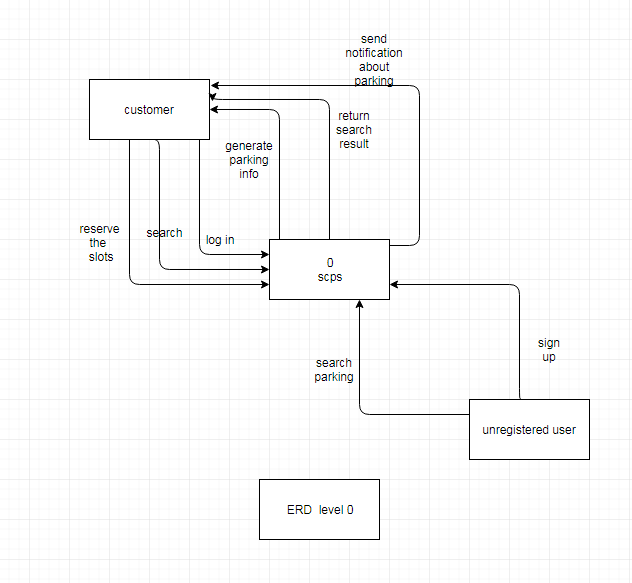 send
notification
about
parking
customer
return
search
result
generate
parking
info
reserve
the
slots
search
log in
0
scps
search
parking
sign
up
unregistered user
ERD  level 0